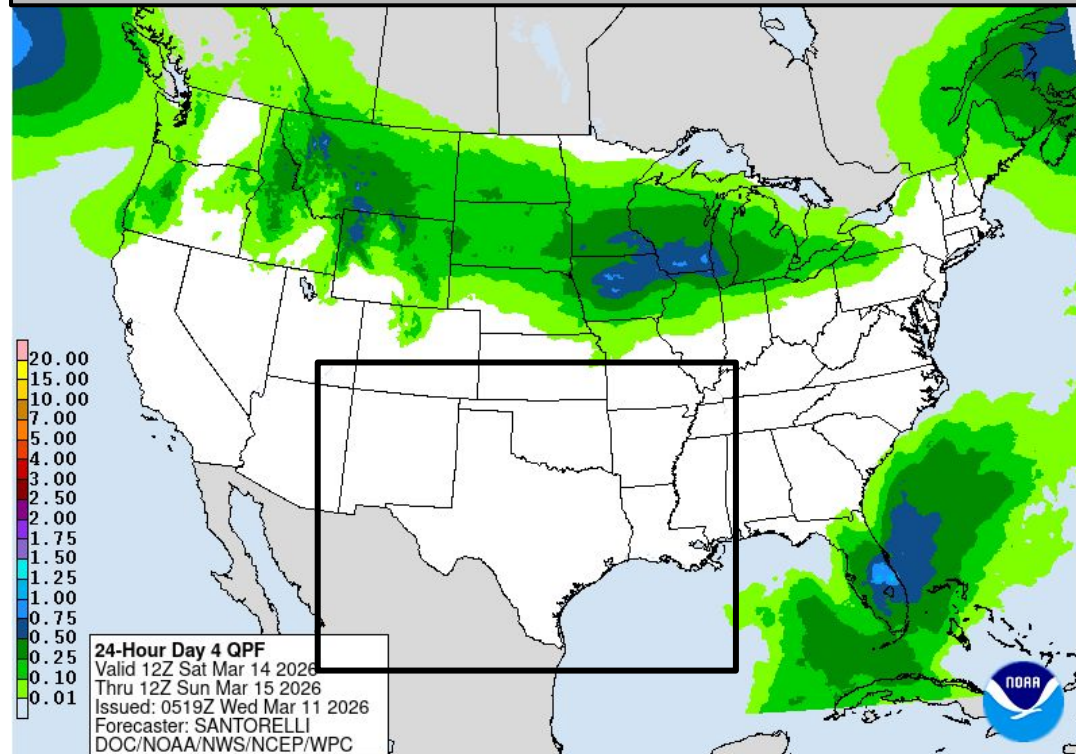 20.00
15.00
10.00
7.00
5.00
4.00
3.00
2.50
2.00
1.75
1.50
1.25
1.00
0.75
0.50
0.25
0.10
0.01
24-Hour Day 4 QPF
Valid 12Z Sat Mar 14 2026
Thru 12Z Sun Mar 15 2026
Issued: 0519Z Wed Mar 11 2026
Forecaster: SANTORELLI
DOC/NOAA/NWS/NCEP/WPC
NOAA